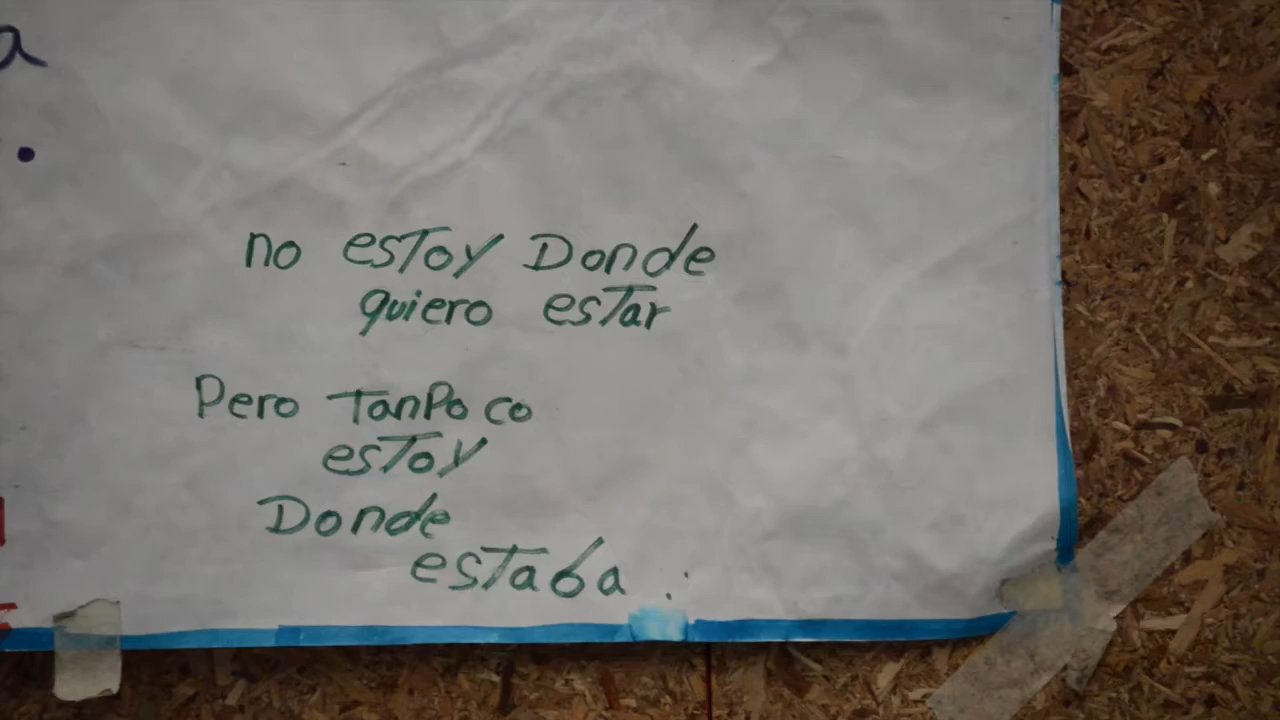 a
.
no esToy Donde
quiero esTar
Pero TanPoco
esToy
Donde
esTaba.